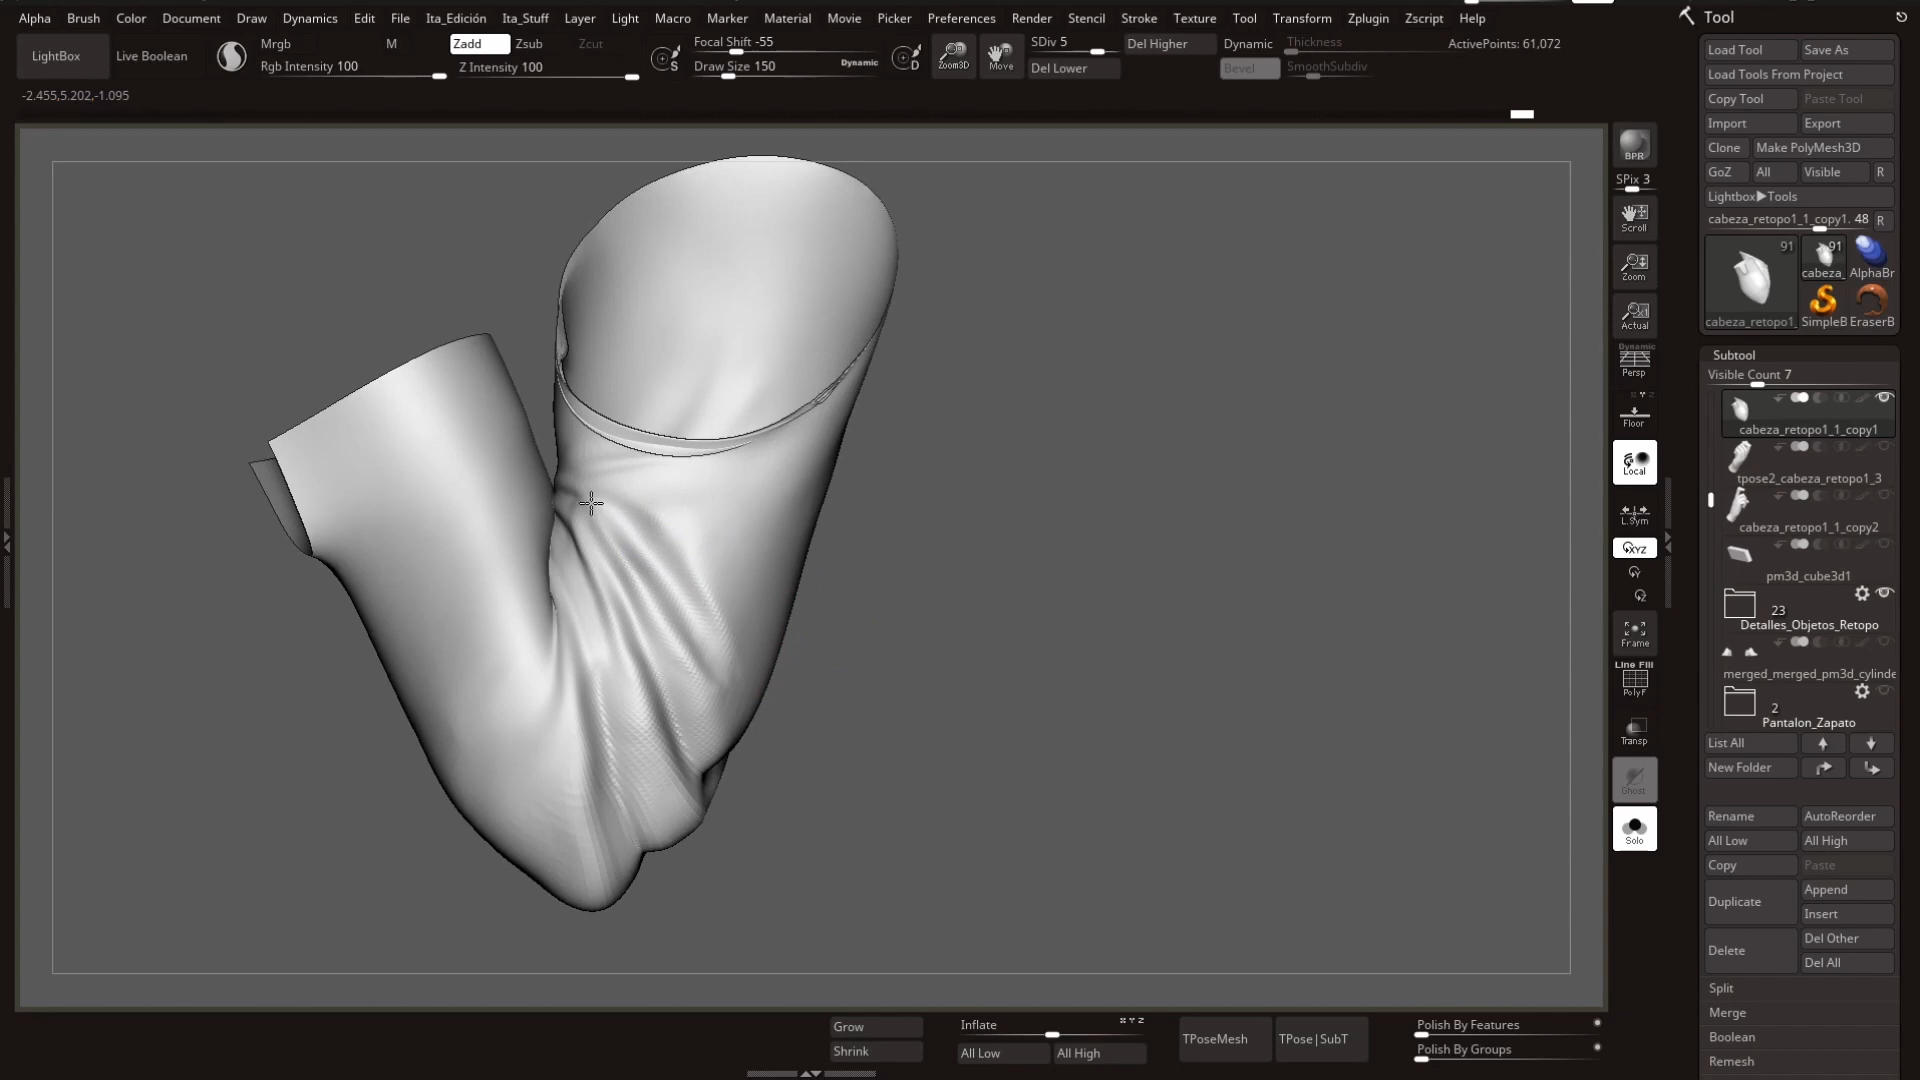 Alpha Brush Color Document Draw Dynamics Edit File Ita_Edición Ita_Stuff Layer Light Macro Marker Material Movie Picker Preferences Render Stencil Stroke Texture Tool Transform Zplugin Zscript Help
LightBox
Live Boolean
Mrgb
M
Zadd
Zsub
Zcut
Rgb Intensity 100
Z Intensity 100
S
Focal Shift -55
Draw Size 150
Dynamic
D
Zoom3D
Move
SDiv 5
Del Higher
Del Lower
Dynamic
Thickness
Bevel
SmoothSubdiv
ActivePoints: 61,072
-2.455,5.202,-1.095
BPR
SPix 3
Scroll
Zoom
Actual
Dynamic
Persp
Floor
Local
L.Sym
XYZ
Y
Z
Frame
Line Fill
PolyF
Transp
Ghost
Solo
Tool
Load Tool
Save As
Load Tools From Project
Copy Tool
Paste Tool
Import
Export
Clone
Make PolyMesh3D
GoZ
All
Visible
R
Lightbox▶Tools
cabeza_retopo1_1_copy1. 48
R
91
91
cabeza_
AlphaBr
cabeza_retopo1_
SimpleB
EraserB
Subtool
Visible Count 7
cabeza_retopo1_1_copy1
tpose2_cabeza_retopo1_3
cabeza_retopo1_1_copy2
pm3d_cube3d1
23
Detalles_Objetos_Retopo
merged_merged_pm3d_cylinde
2
Pantalon_Zapato
List All
New Folder
Rename
AutoReorder
All Low
All High
Copy
Paste
Duplicate
Append
Insert
Delete
Del Other
Del All
Split
Merge
Boolean
Remesh
Grow
Shrink
Inflate
X Y Z
All Low
All High
TPoseMesh
TPose|SubT
Polish By Features
Polish By Groups